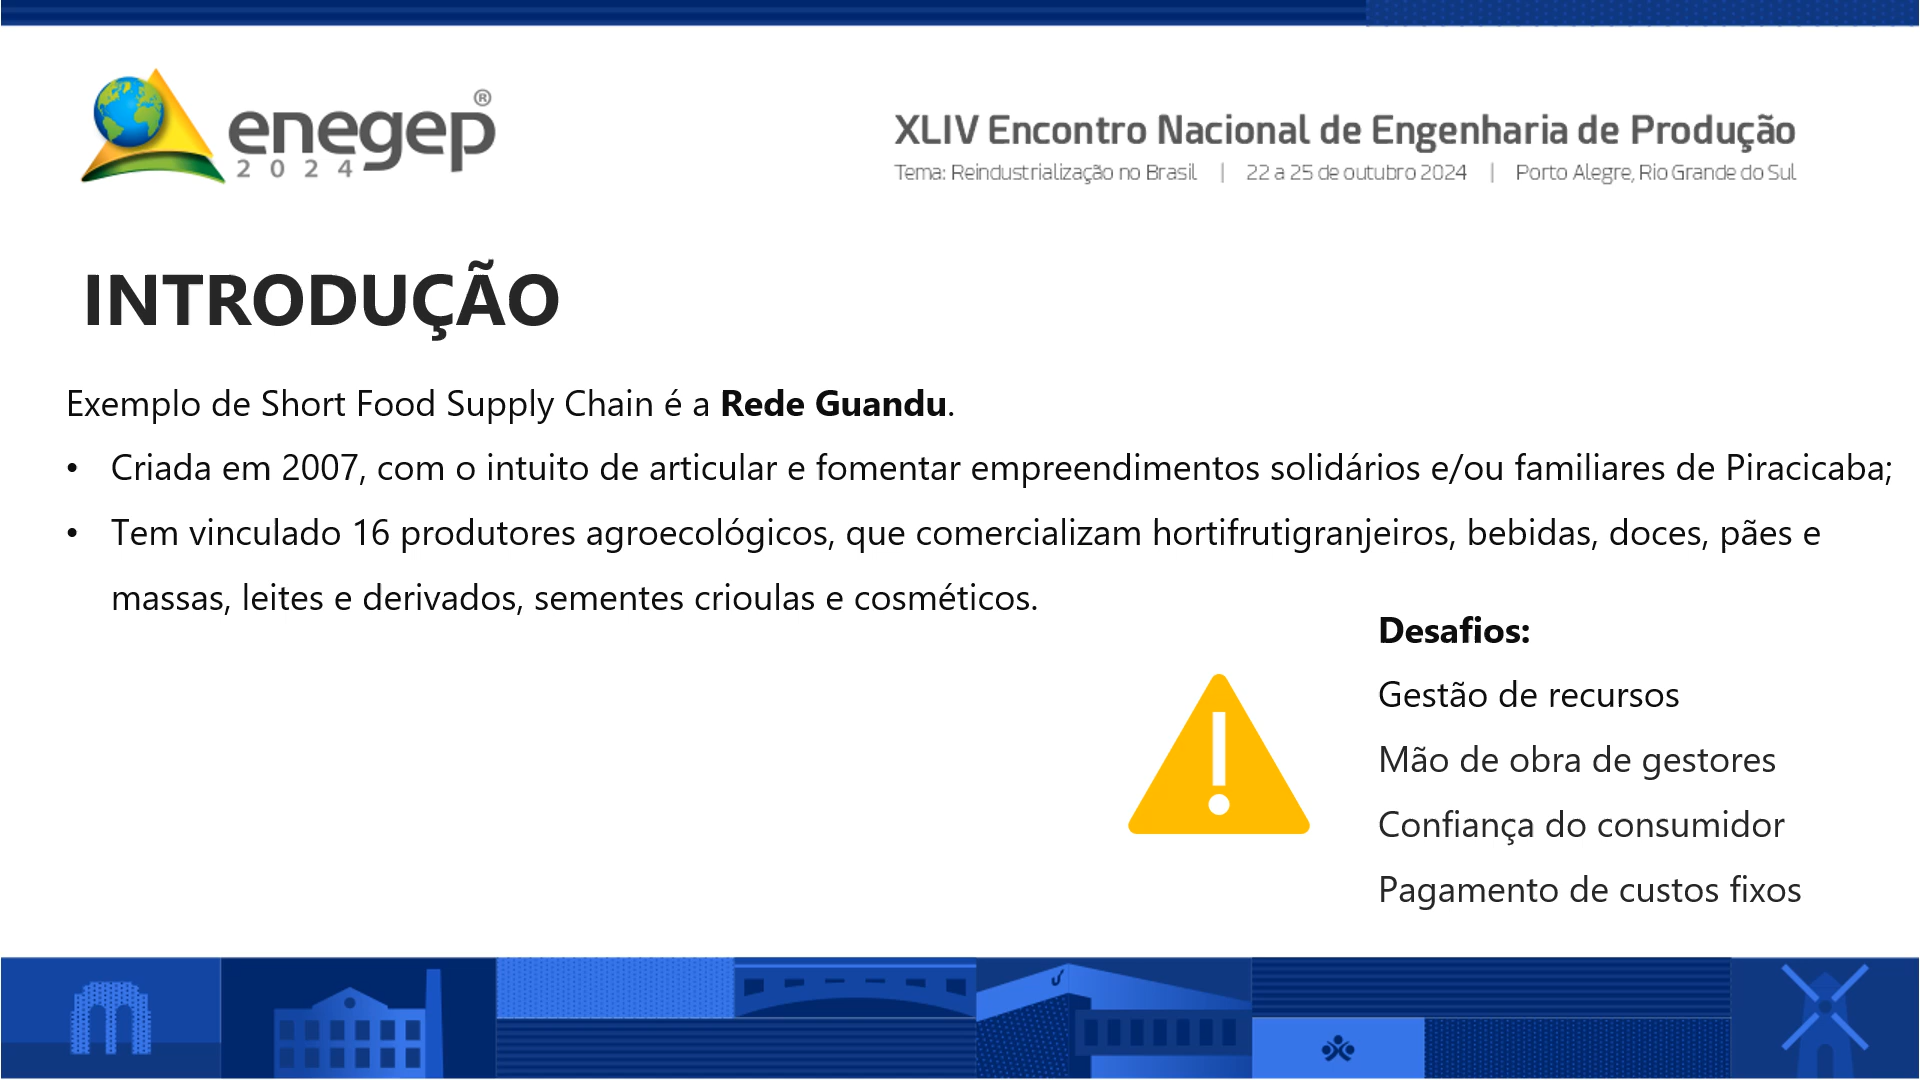 enegep®
2024
XLIV Encontro Nacional de Engenharia de Produção
Tema: Reindustrialização no Brasil | 22 a 25 de outubro 2024 | Porto Alegre, Rio Grande do Sul
INTRODUÇÃO
Exemplo de Short Food Supply Chain é a Rede Guandu.
• Criada em 2007, com o intuito de articular e fomentar empreendimentos solidários e/ou familiares de Piracicaba;
• Tem vinculado 16 produtores agroecológicos, que comercializam hortifrutigranjeiros, bebidas, doces, pães e
massas, leites e derivados, sementes crioulas e cosméticos.
Desafios:
Gestão de recursos
Mão de obra de gestores
Confiança do consumidor
Pagamento de custos fixos